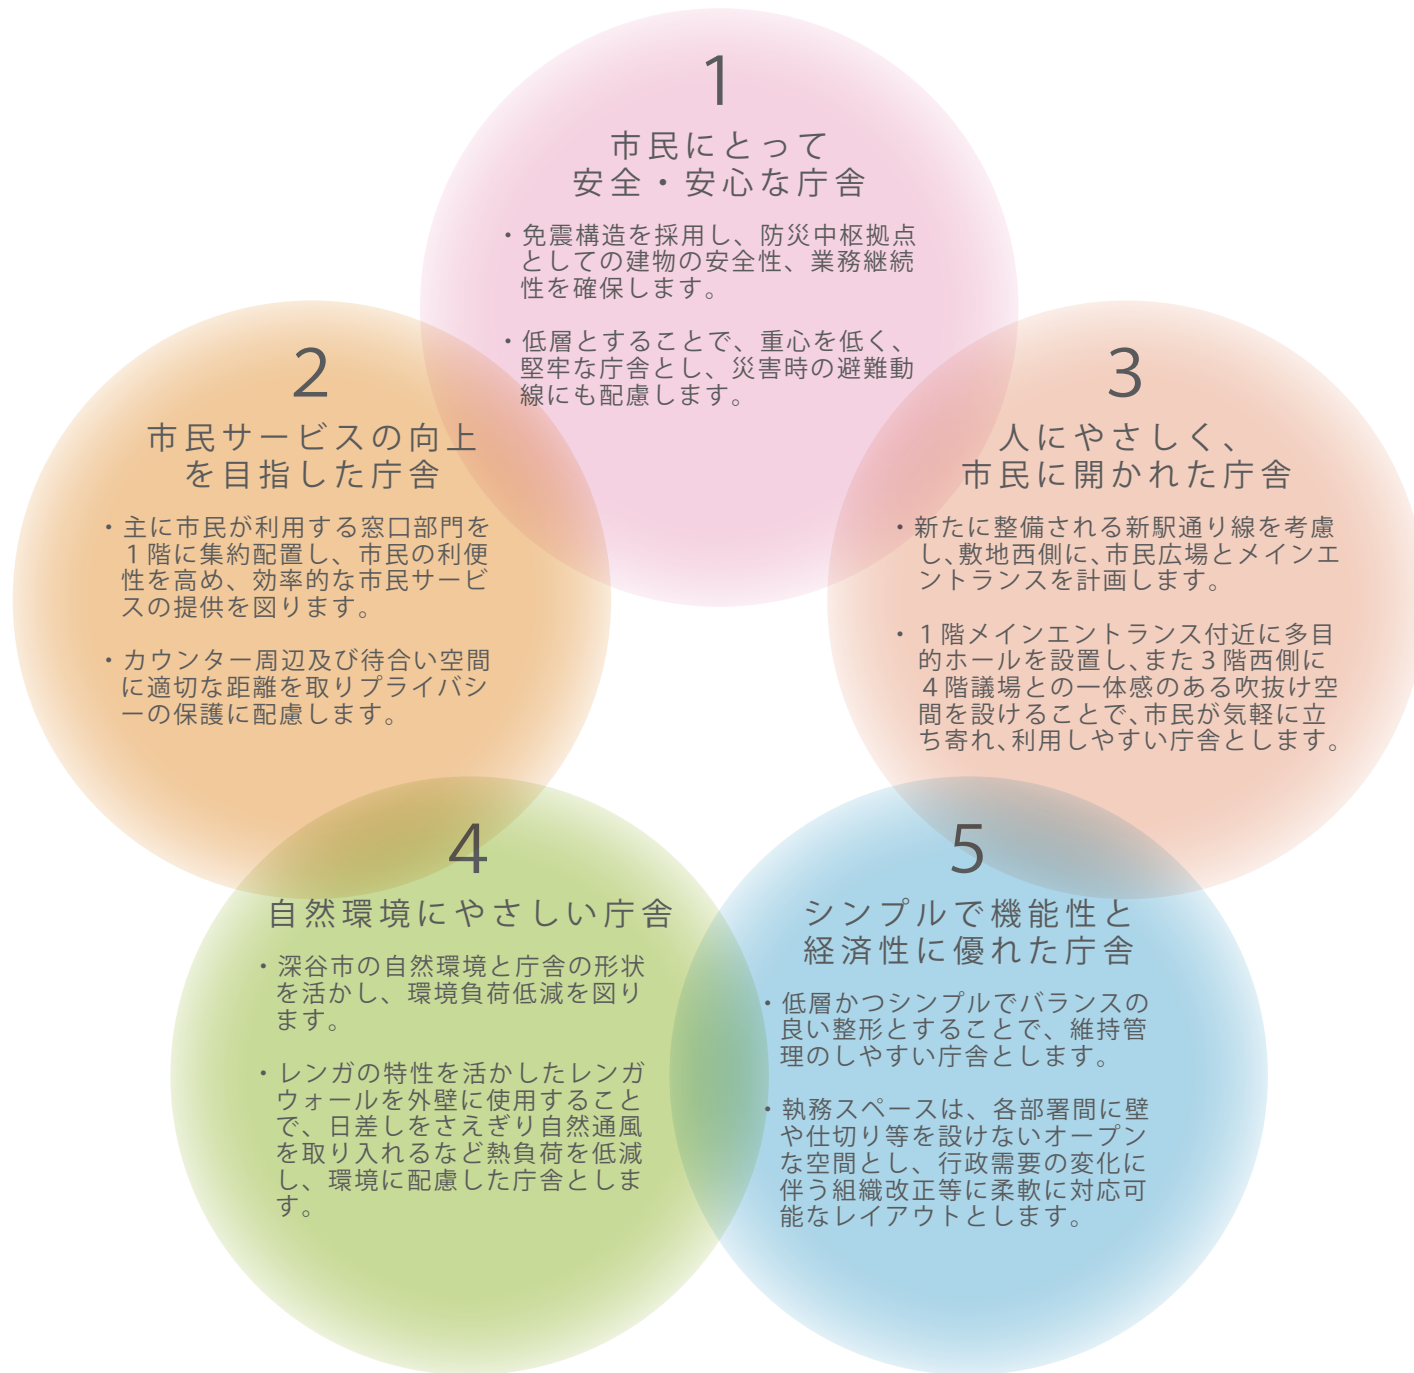 1
市民にとって
安全・安心な庁舎
・免震構造を採用し、防災中枢拠点
としての建物の安全性、業務継続
性を確保します。
・低層とすることで、重心を低く、
堅牢な庁舎とし、災害時の避難動
線にも配慮します。
2
市民サービスの向上
を目指した庁舎
・主に市民が利用する窓口部門を
１階に集約配置し、市民の利便
性を高め、効率的な市民サービ
スの提供を図ります。
・カウンター周辺及び待合い空間
に適切な距離を取りプライバシ
ーの保護に配慮します。
3
人にやさしく、
市民に開かれた庁舎
・新たに整備される新駅通り線を考慮
し、敷地西側に、市民広場とメインエ
ントランスを計画します。
・１階メインエントランス付近に多目
的ホールを設置し、また３階西側に
４階議場との一体感のある吹抜け空
間を設けることで、市民が気軽に立
ち寄れ、利用しやすい庁舎とします。
4
自然環境にやさしい庁舎
・深谷市の自然環境と庁舎の形状
を活かし、環境負荷低減を図り
ます。
・レンガの特性を活かしたレンガ
ウォールを外壁に使用すること
で、日差しをさえぎり自然通風
を取り入れるなど熱負荷を低減
し、環境に配慮した庁舎としま
す。
5
シンプルで機能性と
経済性に優れた庁舎
・低層かつシンプルでバランスの
良い整形とすることで、維持管
理のしやすい庁舎とします。
・執務スペースは、各部署間に壁
や仕切り等を設けないオープン
な空間とし、行政需要の変化に
伴う組織改正等に柔軟に対応可
能なレイアウトとします。